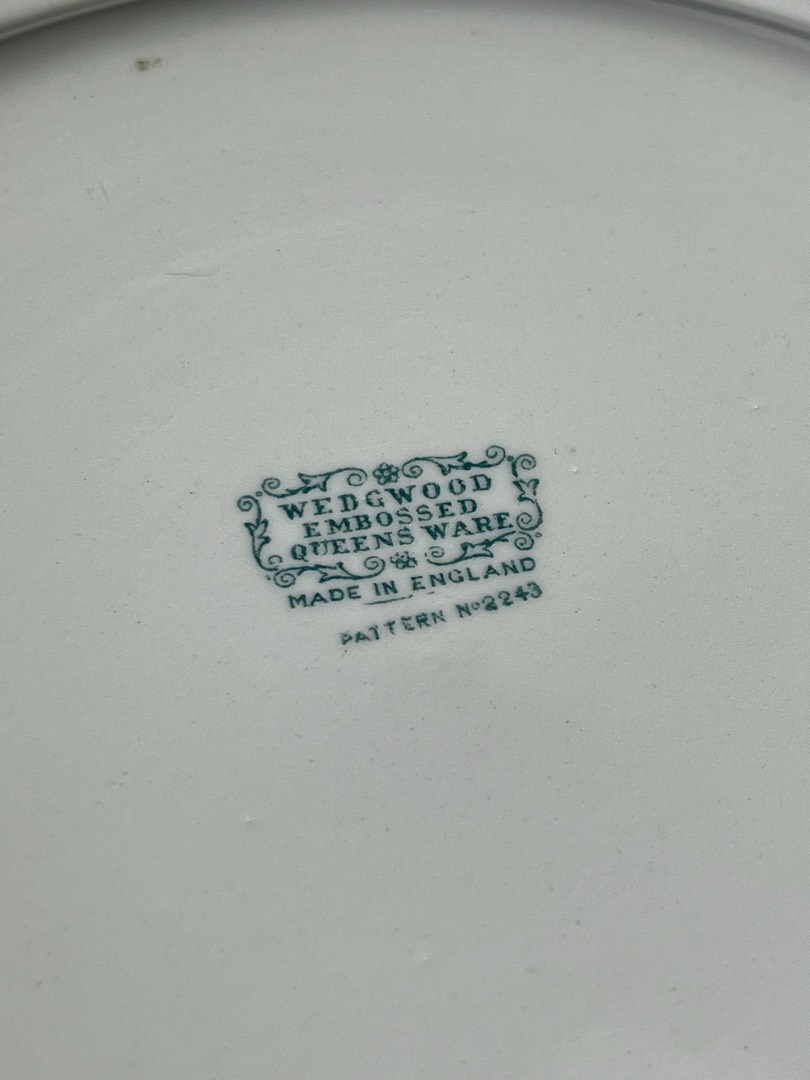 WEDGWOOD
EMBOSSED
QUEENS WARE
MADE IN ENGLAND
PATTERN Nº 2243